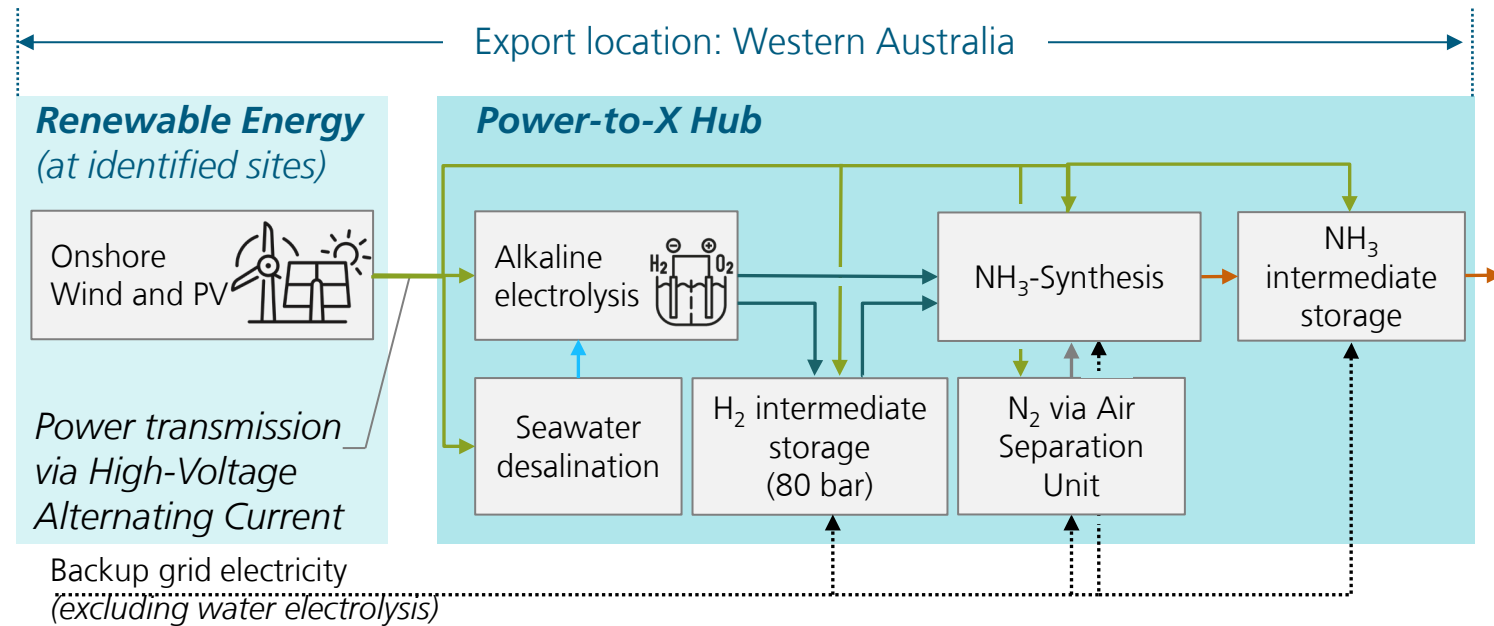 Export location: Western Australia
Renewable Energy
(at identified sites)
Power-to-X Hub
Onshore
Wind and PV
Alkaline
electrolysis
H₂
⊖
⊕
O₂
NH₃-Synthesis
NH₃
intermediate
storage
Seawater
desalination
H₂ intermediate
storage
(80 bar)
N₂ via Air
Separation
Unit
Power transmission
via High-Voltage
Alternating Current
Backup grid electricity
(excluding water electrolysis)